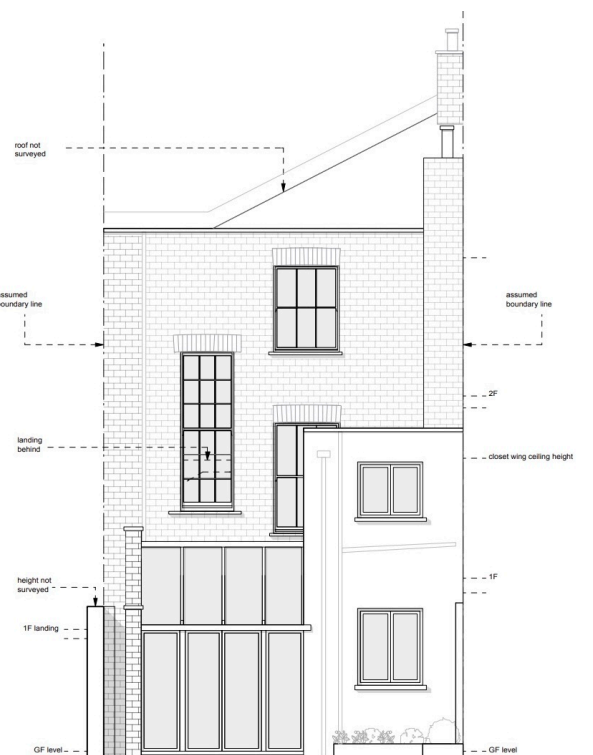 roof not
surveyed
assumed
boundary line
assumed
boundary line
2F
landing
behind
closet wing ceiling height
height not
surveyed
1F
1F landing
GF level
GF level